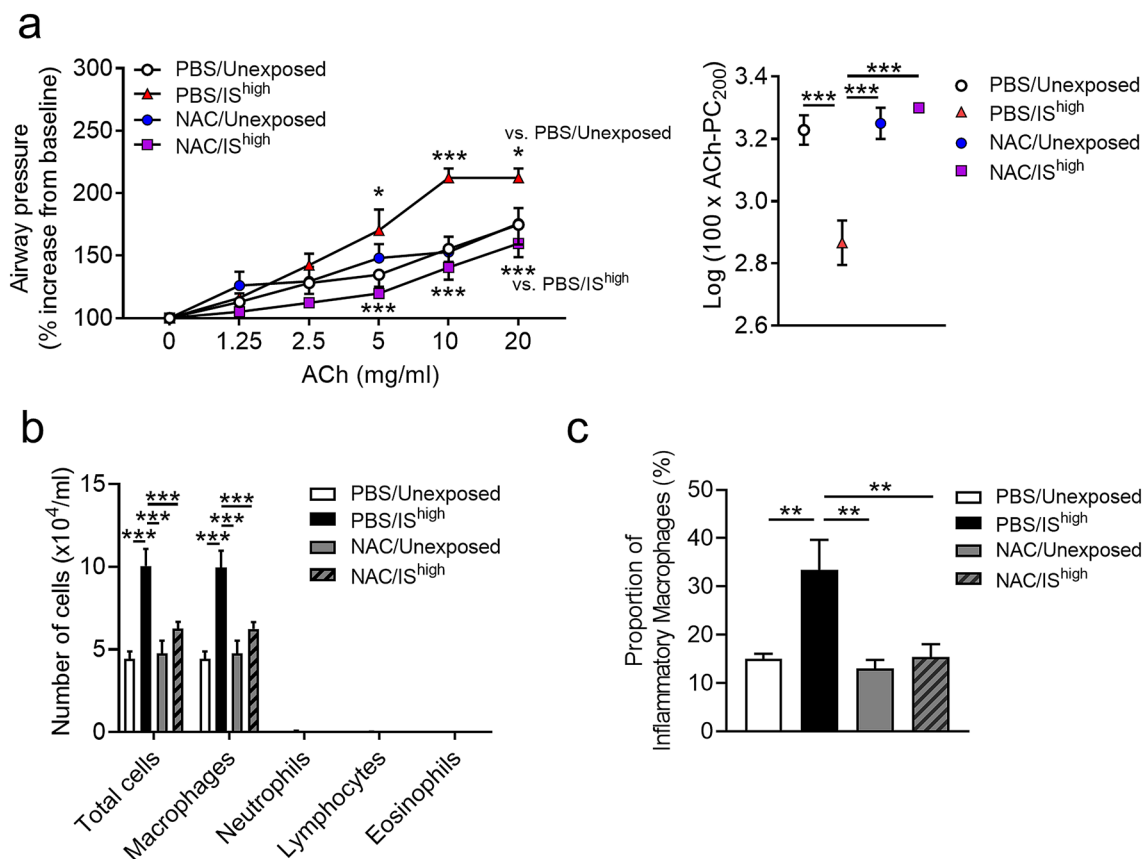 a
300
250
200
150
100
Airway pressure
(% increase from baseline)
PBS/Unexposed
PBS/IS^high
NAC/Unexposed
NAC/IS^high
vs. PBS/Unexposed
*
***
*
***
***
***
vs. PBS/IS^high
0 1.25 2.5 5 10 20
ACh (mg/ml)
Log (100 x ACh-PC200)
3.4
3.2
3.0
2.8
2.6
***
***
***
PBS/Unexposed
PBS/IS^high
NAC/Unexposed
NAC/IS^high
b
Number of cells (x10^4/ml)
15
10
5
0
***
***
***
***
***
***
PBS/Unexposed
PBS/IS^high
NAC/Unexposed
NAC/IS^high
Total cells
Macrophages
Neutrophils
Lymphocytes
Eosinophils
c
Proportion of
Inflammatory Macrophages (%)
50
40
30
20
10
0
**
**
**
PBS/Unexposed
PBS/IS^high
NAC/Unexposed
NAC/IS^high